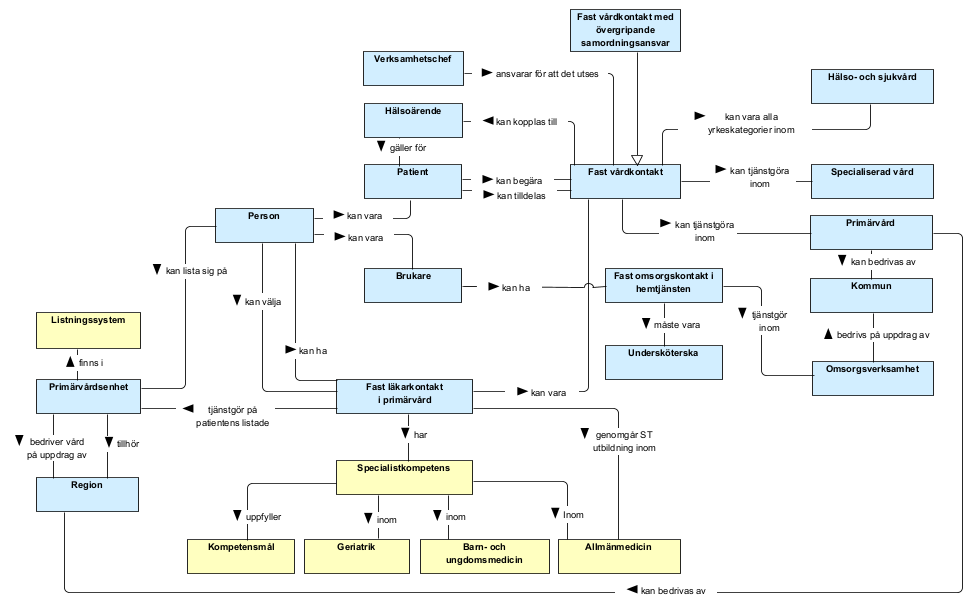 Fast vårdkontakt med
övergripande
samordningsansvar
Verksamhetschef
ansvarar för att det utses
Hälso- och sjukvård
Hälsoärende
kan kopplas till
kan vara alla
yrkeskategorier inom
gäller för
Patient
kan begära
kan tilldelas
Fast vårdkontakt
kan tjänstgöra
inom
Specialiserad vård
Person
kan vara
kan vara
kan tjänstgöra
inom
Primärvård
kan lista sig på
kan bedrivas av
Brukare
kan ha
Fast omsorgskontakt i
hemtjänsten
Kommun
kan välja
Listningssystem
måste vara
tjänstgör
inom
bedrivs på uppdrag av
kan ha
Undersköterska
finns i
Omsorgsverksamhet
Primärvårdsenhet
Fast läkarkontakt
i primärvård
kan vara
tjänstgör på
patientens listade
bedriver vård
på uppdrag av
tillhör
har
genomgår ST
utbildning inom
Specialistkompetens
Region
uppfyller
inom
inom
Inom
Kompetensmål
Geriatrik
Barn- och
ungdomsmedicin
Allmänmedicin
kan bedrivas av